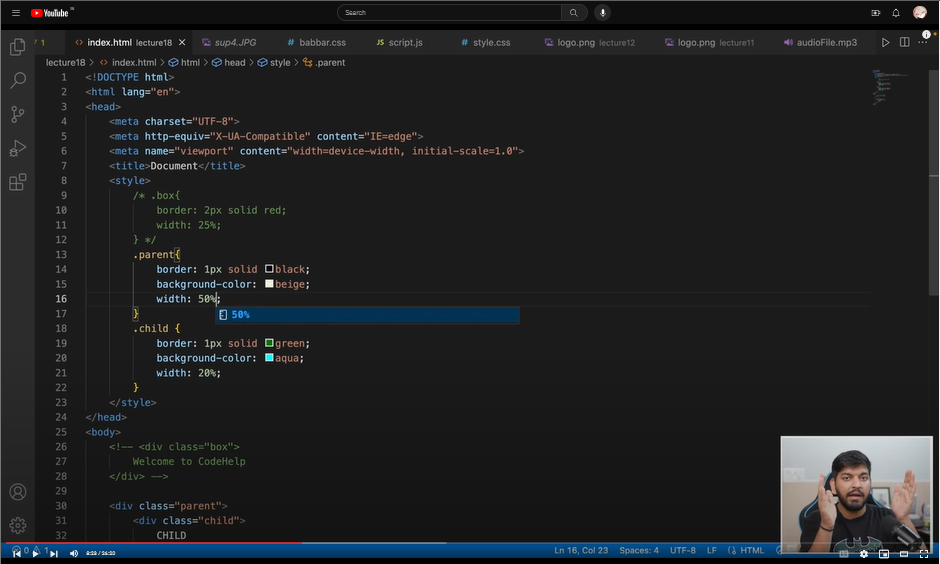 YouTube IN
Search
1
index.html lecture18
sup4.JPG
babbar.css
JS script.js
style.css
logo.png lecture12
logo.png lecture11
audioFile.mp3
lecture18 > index.html > html > head > style > .parent
1 <!DOCTYPE html>
2 <html lang="en">
3 <head>
4 <meta charset="UTF-8">
5 <meta http-equiv="X-UA-Compatible" content="IE=edge">
6 <meta name="viewport" content="width=device-width, initial-scale=1.0">
7 <title>Document</title>
8 <style>
9 /* .box{
10 border: 2px solid red;
11 width: 25%;
12 } */
13 .parent{
14 border: 1px solid black;
15 background-color: beige;
16 width: 50%;
50%
17 }
18 .child {
19 border: 1px solid green;
20 background-color: aqua;
21 width: 20%;
22 }
23 </style>
24 </head>
25 <body>
26 <!-- <div class="box">
27 Welcome to CodeHelp
28 </div> -->
29
30 <div class="parent">
31 <div class="child">
32 CHILD
0 1
Ln 16, Col 23
Spaces: 4
UTF-8
LF
HTML
8:28 / 26:20